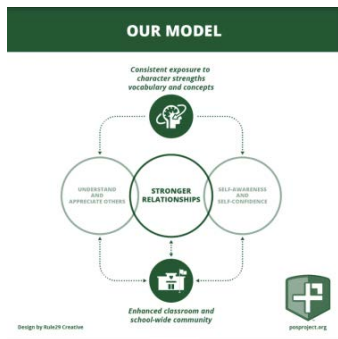 OUR MODEL
Consistent exposure to
character strengths
vocabulary and concepts
UNDERSTAND
AND
APPRECIATE OTHERS
STRONGER
RELATIONSHIPS
SELF-AWARENESS
AND
SELF-CONFIDENCE
Enhanced classroom and
school-wide community
Design by Rule29 Creative
posproject.org